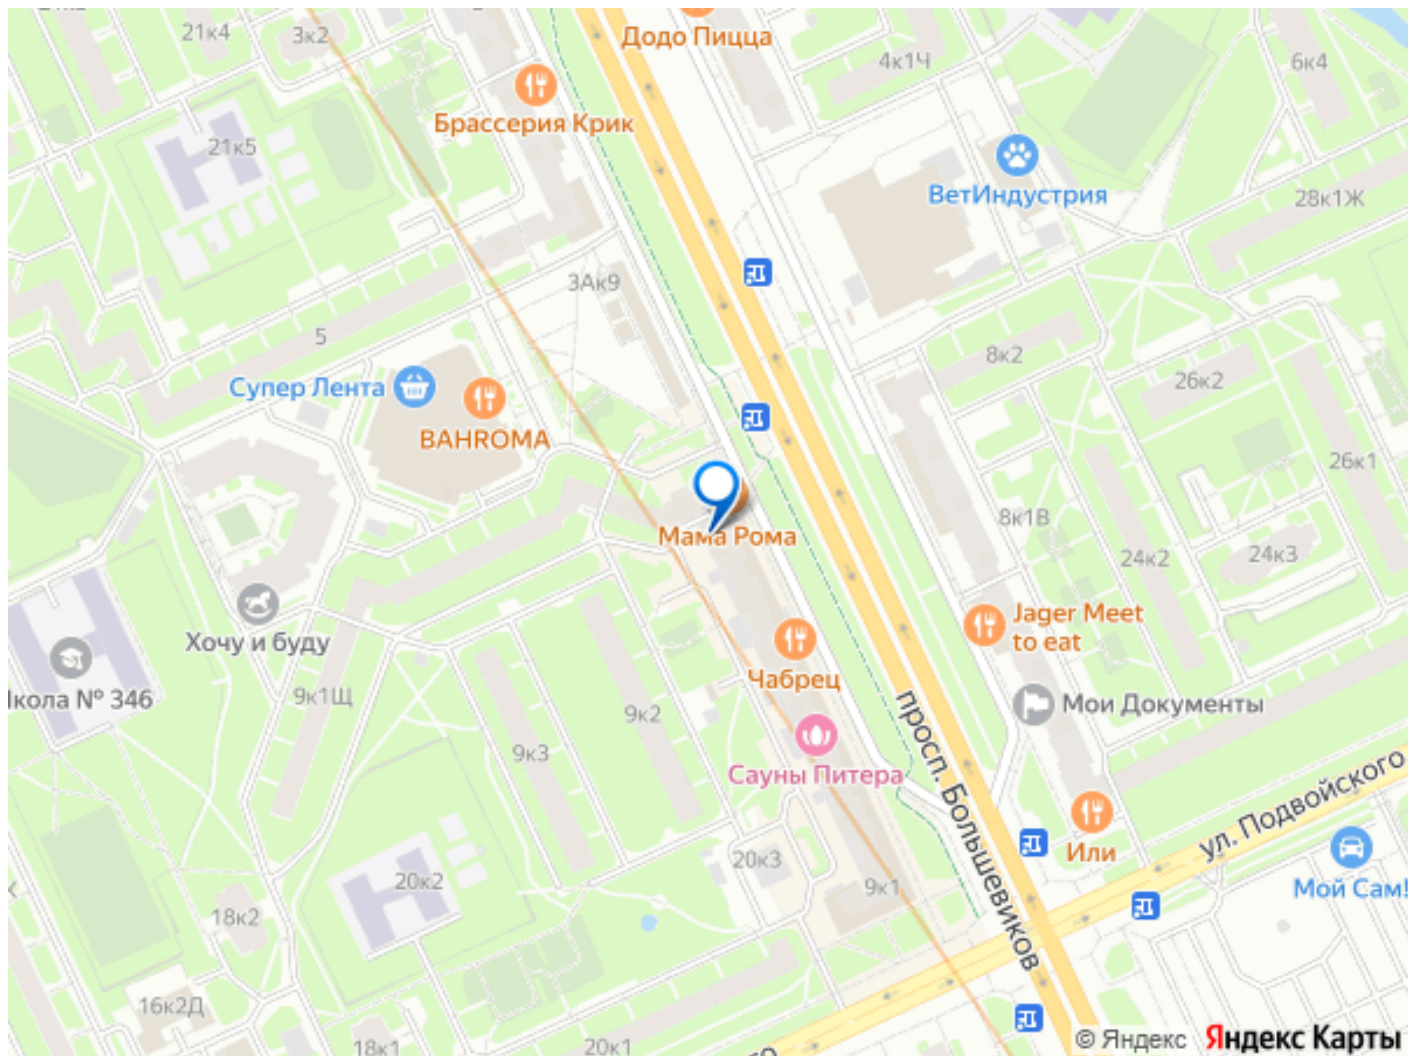 21к4
3к2
Додо Пицца
4к1Ч
6к4
Брассерия Крик
21к5
ВетИндустрия
28к1Ж
3Ак9
5
8к2
Супер Лента
26к2
BAHROMA
26к1
8к1В
Мама Рома
24к2
24к3
Jager Meet
to eat
Хочу и буду
Чабрец
кола № 346
9к1Щ
9к2
Мои Документы
9к3
Сауны Питера
просп. Большевиков
ул. Подвойского
Или
20к3
Мой Сам!
20к2
9к1
18к2
16к2Д
18к1
20к1
© Яндекс Яндекс Карты